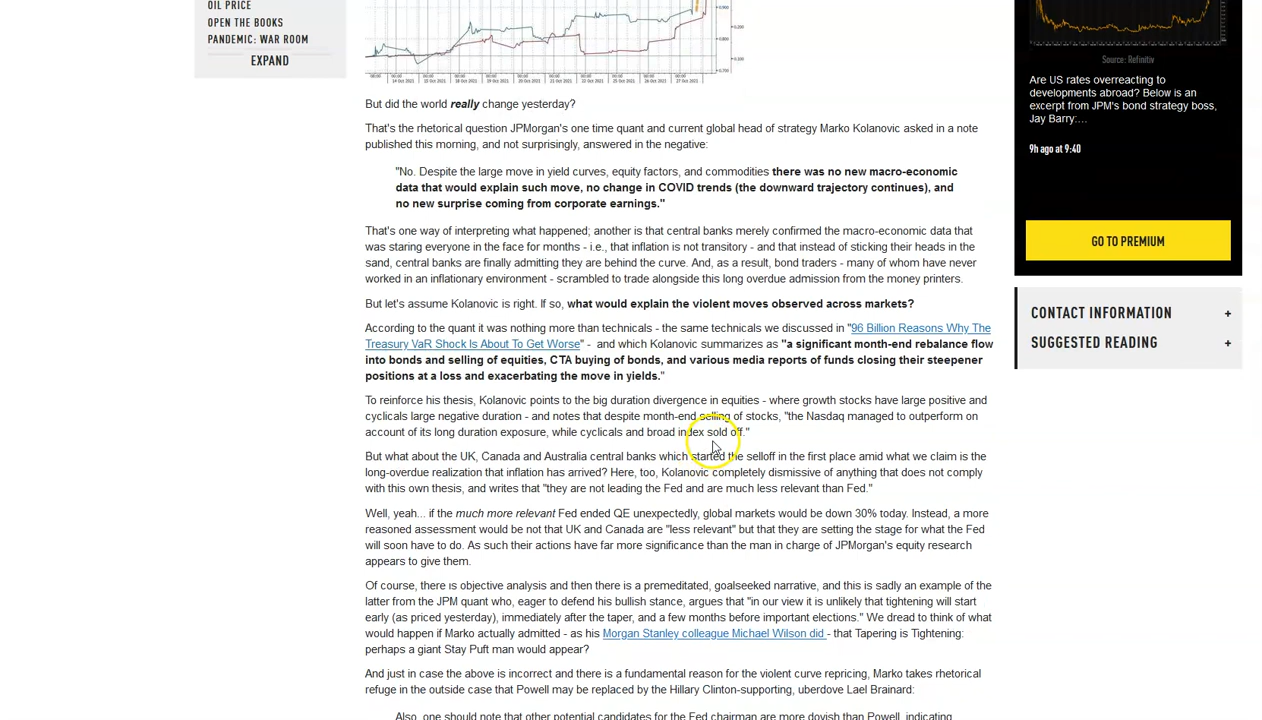 OIL PRICE
OPEN THE BOOKS
PANDEMIC: WAR ROOM
EXPAND
But did the world really change yesterday?
That's the rhetorical question JPMorgan's one time quant and current global head of strategy Marko Kolanovic asked in a note
published this morning, and not surprisingly, answered in the negative:
"No. Despite the large move in yield curves, equity factors, and commodities there was no new macro-economic
data that would explain such move, no change in COVID trends (the downward trajectory continues), and
no new surprise coming from corporate earnings."
That's one way of interpreting what happened; another is that central banks merely confirmed the macro-economic data that
was staring everyone in the face for months - i.e., that inflation is not transitory - and that instead of sticking their heads in the
sand, central banks are finally admitting they are behind the curve. And, as a result, bond traders - many of whom have never
worked in an inflationary environment - scrambled to trade alongside this long overdue admission from the money printers.
But let's assume Kolanovic is right. If so, what would explain the violent moves observed across markets?
According to the quant it was nothing more than technicals - the same technicals we discussed in "96 Billion Reasons Why The
Treasury VaR Shock Is About To Get Worse" - and which Kolanovic summarizes as "a significant month-end rebalance flow
into bonds and selling of equities, CTA buying of bonds, and various media reports of funds closing their steepener
positions at a loss and exacerbating the move in yields."
To reinforce his thesis, Kolanovic points to the big duration divergence in equities - where growth stocks have large positive and
cyclicals large negative duration - and notes that despite month-end selling of stocks, "the Nasdaq managed to outperform on
account of its long duration exposure, while cyclicals and broad index sold off."
But what about the UK, Canada and Australia central banks which started the selloff in the first place amid what we claim is the
long-overdue realization that inflation has arrived? Here, too, Kolanovic completely dismissive of anything that does not comply
with this own thesis, and writes that "they are not leading the Fed and are much less relevant than Fed."
Well, yeah... if the much more relevant Fed ended QE unexpectedly, global markets would be down 30% today. Instead, a more
reasoned assessment would be not that UK and Canada are "less relevant" but that they are setting the stage for what the Fed
will soon have to do. As such their actions have far more significance than the man in charge of JPMorgan's equity research
appears to give them.
Of course, there is objective analysis and then there is a premeditated, goalseeked narrative, and this is sadly an example of the
latter from the JPM quant who, eager to defend his bullish stance, argues that "in our view it is unlikely that tightening will start
early (as priced yesterday), immediately after the taper, and a few months before important elections." We dread to think of what
would happen if Marko actually admitted - as his Morgan Stanley colleague Michael Wilson did - that Tapering is Tightening:
perhaps a giant Stay Puft man would appear?
And just in case the above is incorrect and there is a fundamental reason for the violent curve repricing, Marko takes rhetorical
refuge in the outside case that Powell may be replaced by the Hillary Clinton-supporting, uberdove Lael Brainard:
Also, one should note that other potential candidates for the Fed chairman are more dovish than Powell, indicating
Source: Refinitiv
Are US rates overreacting to
developments abroad? Below is an
excerpt from JPM's bond strategy boss,
Jay Barry:…
9h ago at 9:40
GO TO PREMIUM
CONTACT INFORMATION +
SUGGESTED READING +